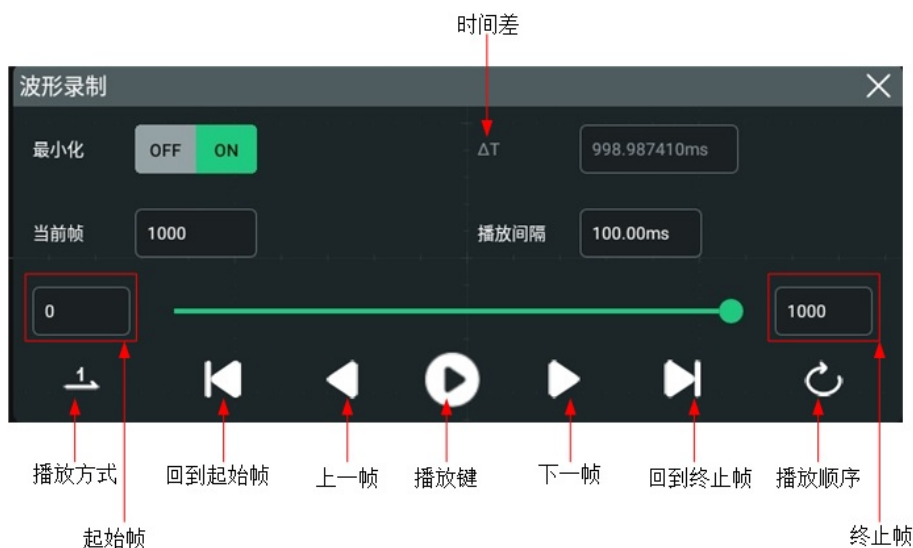 时间差
波形录制
最小化 OFF ON ΔT 998.987410ms
当前帧 1000 播放间隔 100.00ms
0 1000
1
播放方式 回到起始帧 上一帧 播放键 下一帧 回到终止帧 播放顺序
起始帧 终止帧